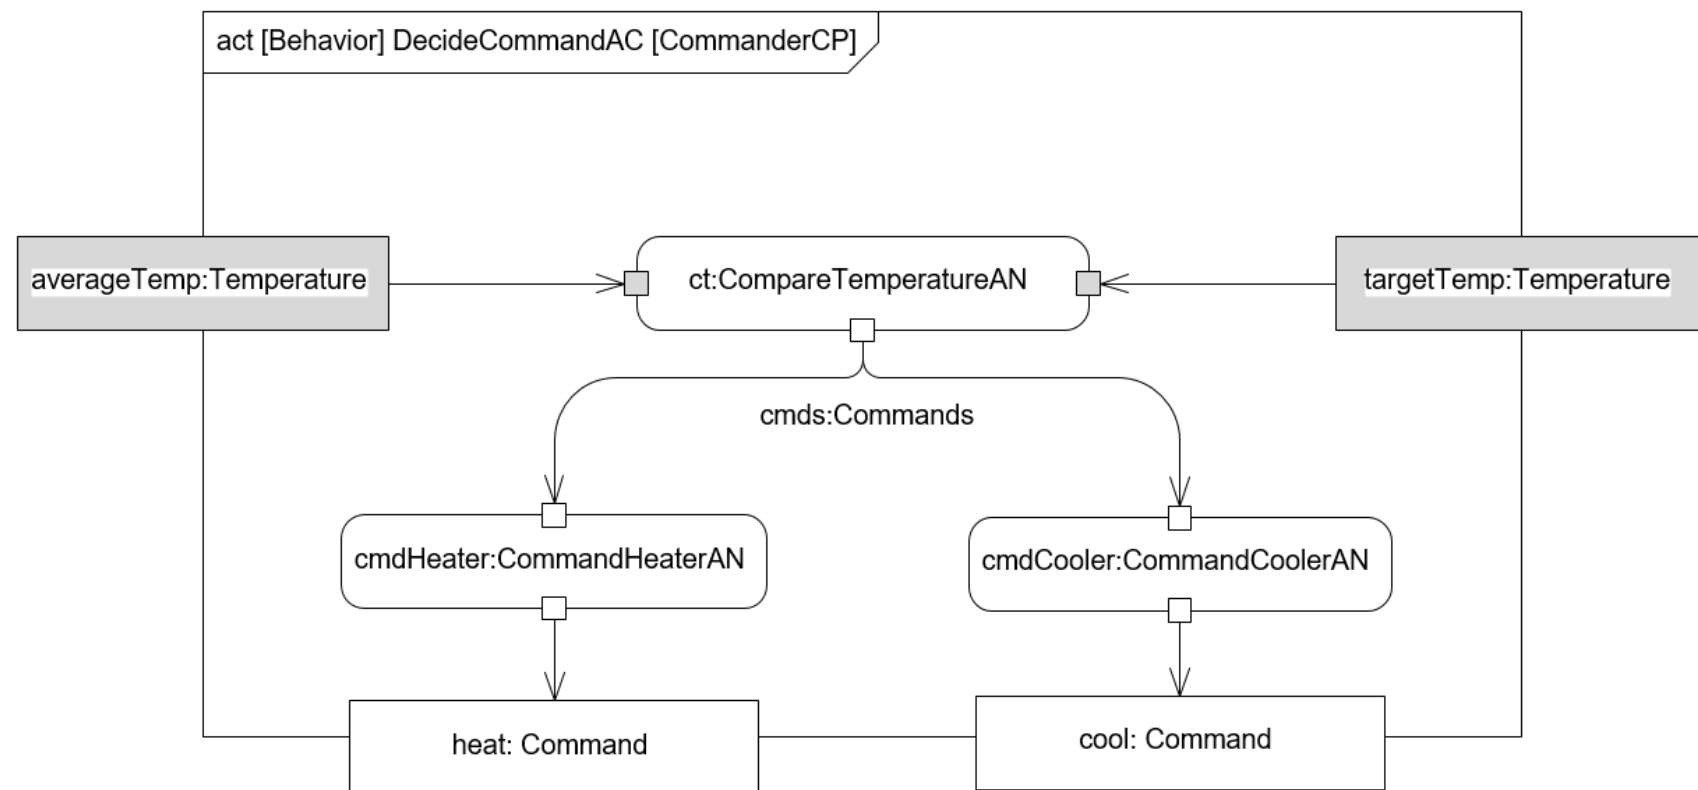 act [Behavior] DecideCommandAC [CommanderCP]
averageTemp:Temperature
ct:CompareTemperatureAN
targetTemp:Temperature
cmds:Commands
cmdHeater:CommandHeaterAN
cmdCooler:CommandCoolerAN
heat: Command
cool: Command